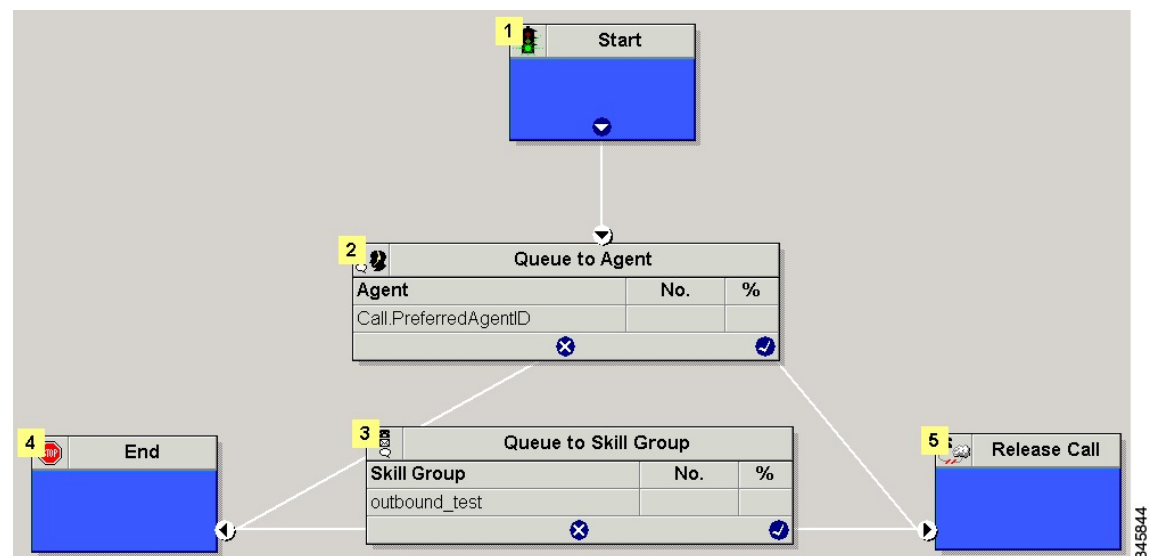 1 Start
2 Queue to Agent
Agent No. %
Call.PreferredAgentID
3 Queue to Skill Group
Skill Group No. %
outbound_test
4 STOP End
5 Release Call
345844